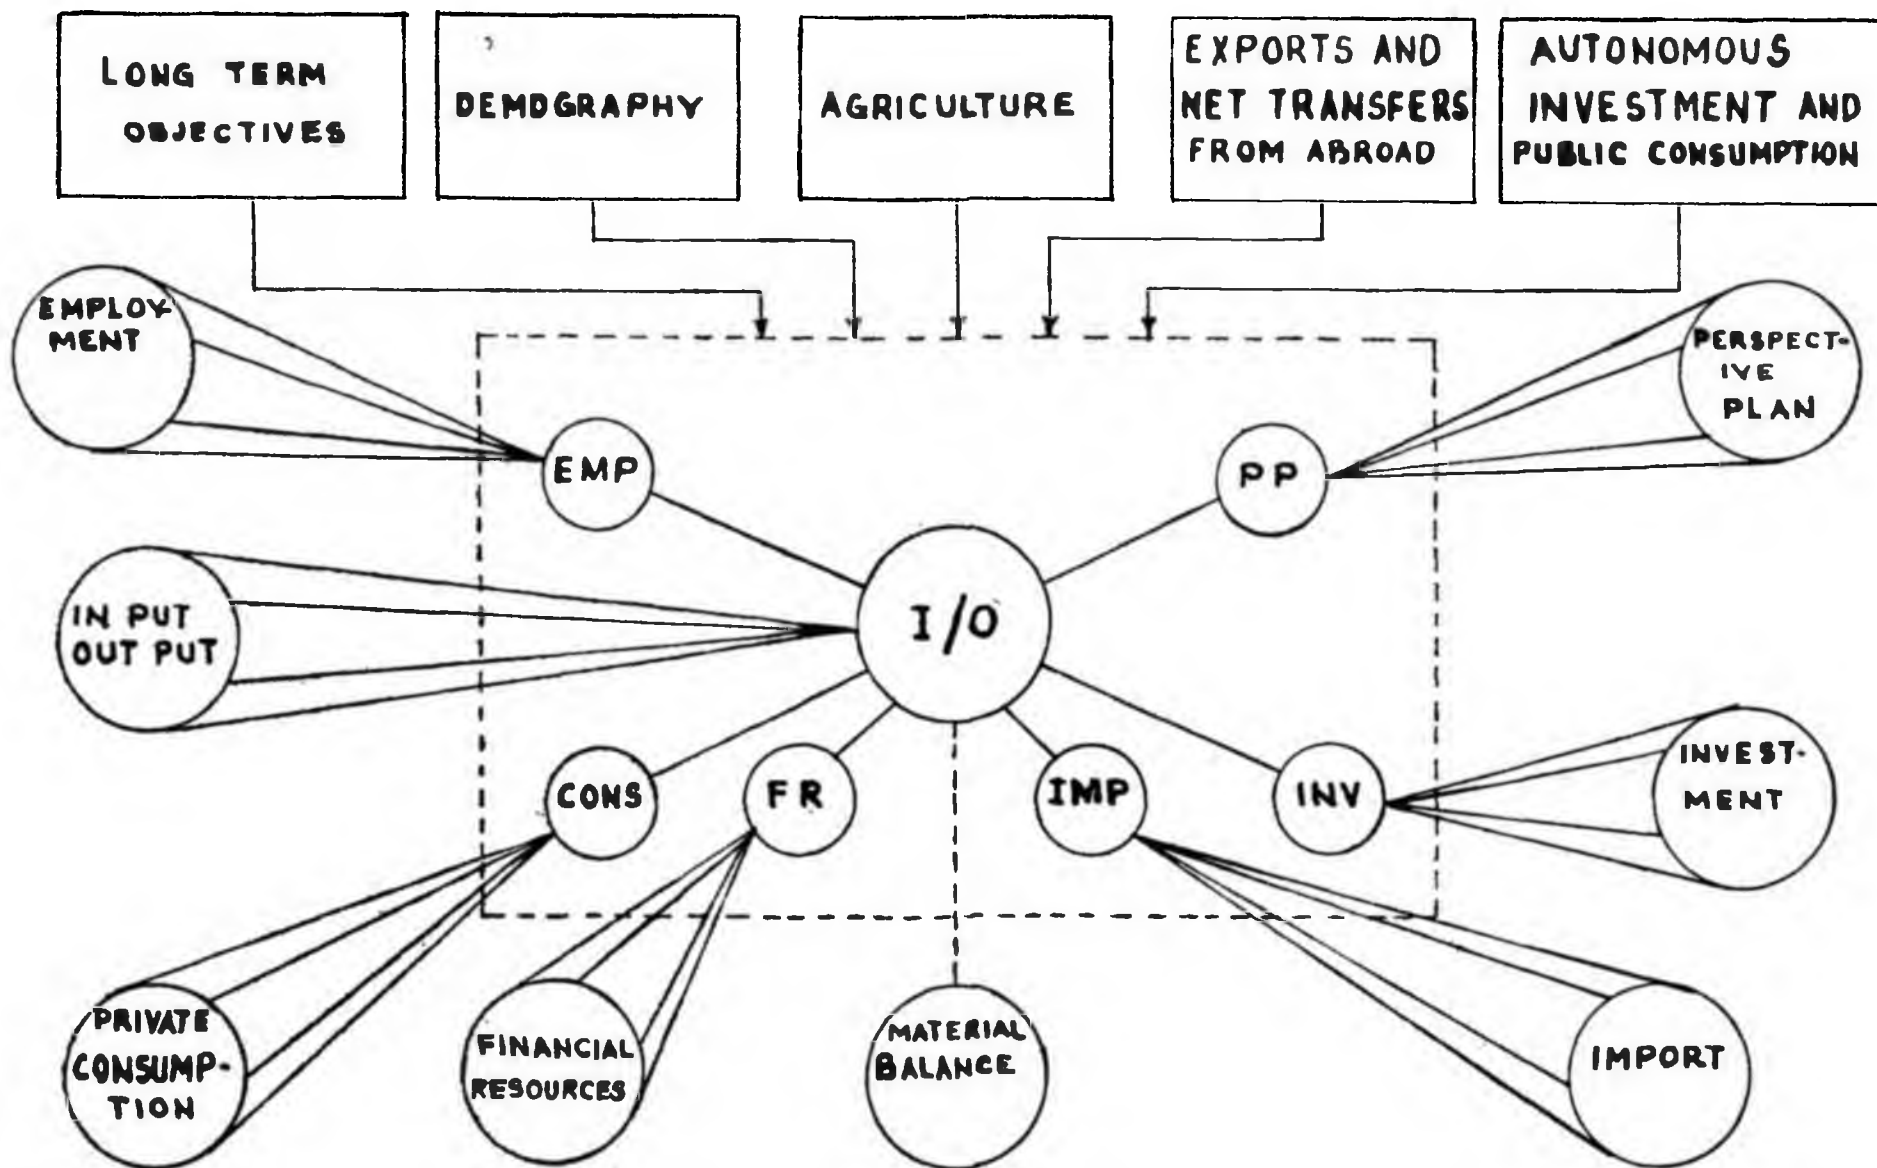 LONG TERM
OBJECTIVES
DEMDGRAPHY
AGRICULTURE
EXPORTS AND
NET TRANSFERS
FROM ABROAD
AUTONOMOUS
INVESTMENT AND
PUBLIC CONSUMPTION
EMPLOY-
MENT
PERSPECT-
IVE
PLAN
EMP
PP
I/O
IN PUT
OUT PUT
CONS
FR
IMP
INV
INVEST-
MENT
PRIVATE
CONSUMP-
TION
FINANCIAL
RESOURCES
MATERIAL
BALANCE
IMPORT